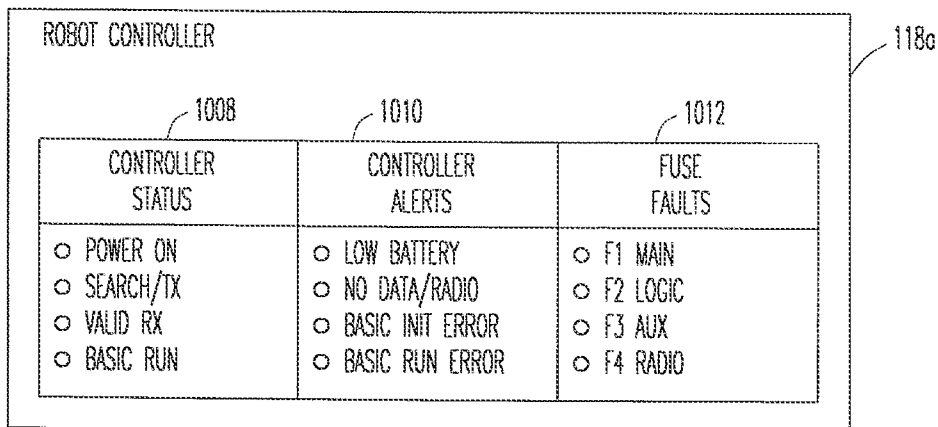 ROBOT CONTROLLER
118a
1008
1010
1012
CONTROLLER
STATUS
CONTROLLER
ALERTS
FUSE
FAULTS
POWER ON
SEARCH/TX
VALID RX
BASIC RUN
LOW BATTERY
NO DATA/RADIO
BASIC INIT ERROR
BASIC RUN ERROR
F1 MAIN
F2 LOGIC
F3 AUX
F4 RADIO